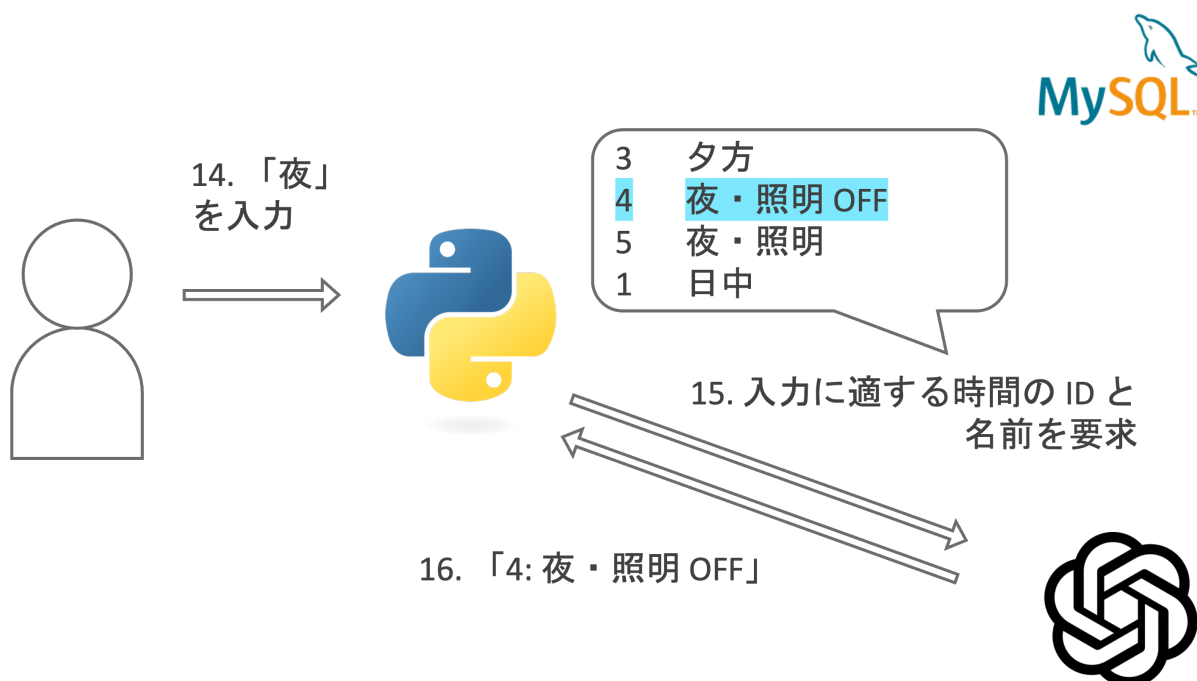 MySQL
14. 「夜」
を入力
3 夕方
4 夜・照明 OFF
5 夜・照明
1 日中
15. 入力に適する時間の ID と
名前を要求
16. 「4: 夜・照明 OFF」